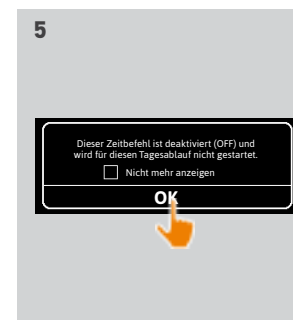 5
Dieser Zeitbefehl ist deaktiviert (OFF) und
wird für diesen Tagesablauf nicht gestartet.
Nicht mehr anzeigen
OK